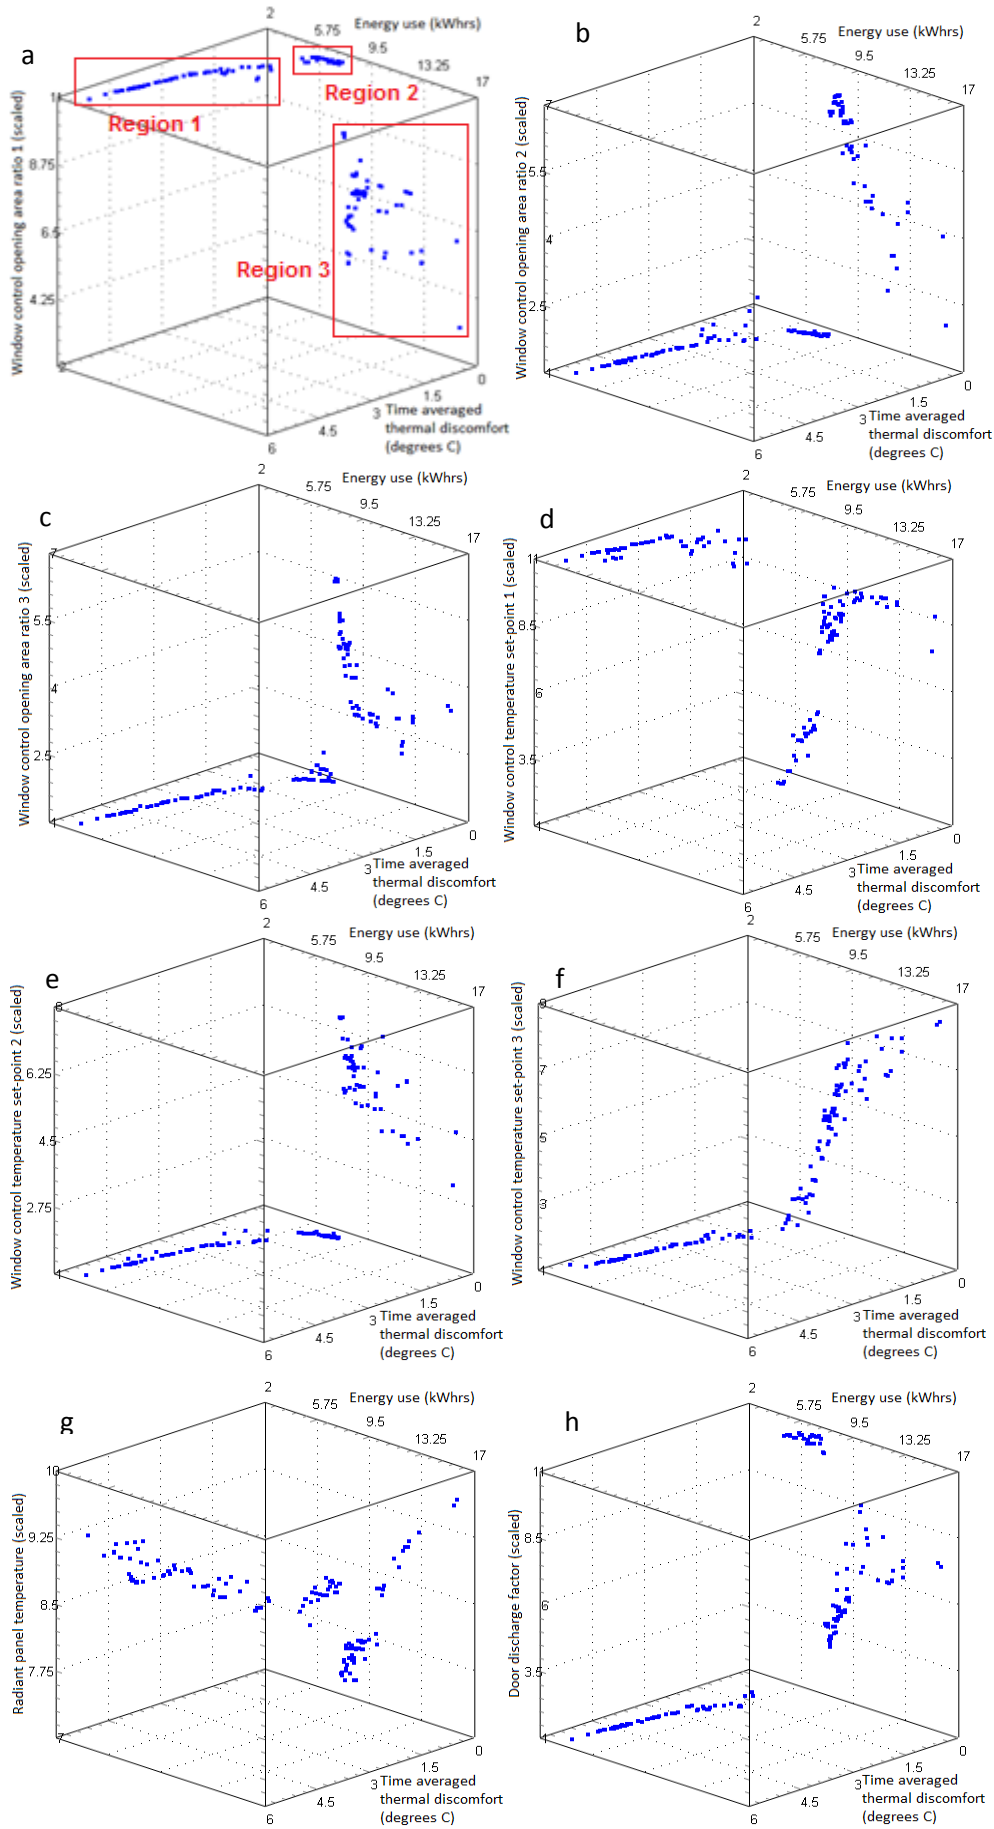 a
2
Energy use (kWhrs)
5.75
9.5
13.25
17
Region 1
Region 2
Region 3
Window control opening area ratio 1 (scaled)
11
8.75
6.5
4.25
2
0
1.5
3
4.5
6
Time averaged
thermal discomfort
(degrees C)
b
2
Energy use (kWhrs)
5.75
9.5
13.25
17
Window control opening area ratio 2 (scaled)
7
5.5
4
2.5
1
0
1.5
3
4.5
6
Time averaged
thermal discomfort
(degrees C)
c
2
Energy use (kWhrs)
5.75
9.5
13.25
17
Window control opening area ratio 3 (scaled)
7
5.5
4
2.5
1
0
1.5
3
4.5
6
Time averaged
thermal discomfort
(degrees C)
d
2
Energy use (kWhrs)
5.75
9.5
13.25
17
Window control temperature set-point 1 (scaled)
11
8.5
6
3.5
1
0
1.5
3
4.5
6
Time averaged
thermal discomfort
(degrees C)
e
2
Energy use (kWhrs)
5.75
9.5
13.25
17
Window control temperature set-point 2 (scaled)
8
6.25
4.5
2.75
1
0
1.5
3
4.5
6
Time averaged
thermal discomfort
(degrees C)
f
2
Energy use (kWhrs)
5.75
9.5
13.25
17
Window control temperature set-point 3 (scaled)
9
7
5
3
1
0
1.5
3
4.5
6
Time averaged
thermal discomfort
(degrees C)
g
2
Energy use (kWhrs)
5.75
9.5
13.25
17
Radiant panel temperature (scaled)
10
9.25
8.5
7.75
7
0
1.5
3
4.5
6
Time averaged
thermal discomfort
(degrees C)
h
2
Energy use (kWhrs)
5.75
9.5
13.25
17
Door discharge factor (scaled)
11
8.5
6
3.5
1
0
1.5
3
4.5
6
Time averaged
thermal discomfort
(degrees C)